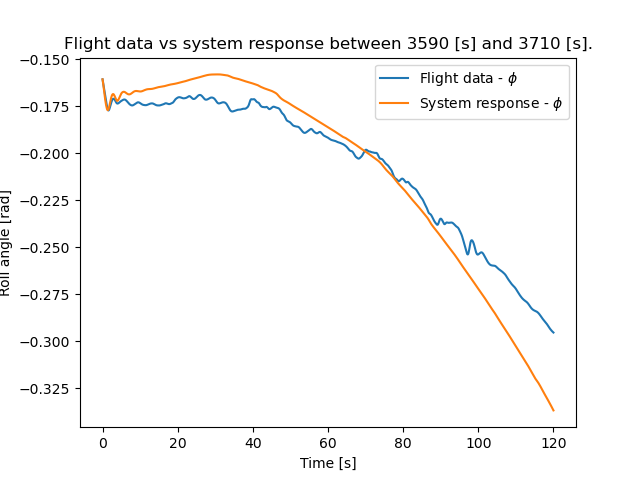 Flight data vs system response between 3590 [s] and 3710 [s].
Flight data - ϕ
System response - ϕ
−0.150
−0.175
−0.200
−0.225
−0.250
−0.275
−0.300
−0.325
Roll angle [rad]
0 20 40 60 80 100 120
Time [s]